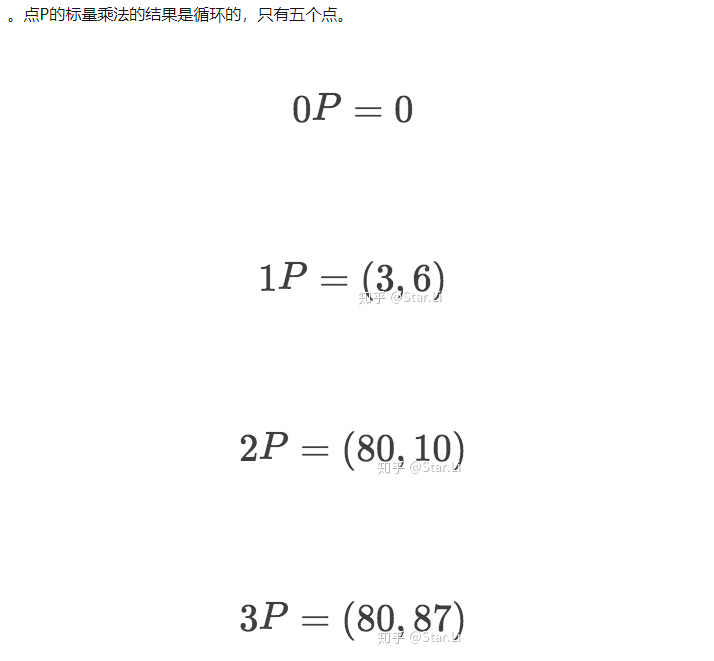 。点P的标量乘法的结果是循环的，只有五个点。
0P = 0
1P = (3, 6)
知乎 @Star.Li
2P = (80, 10)
知乎 @Star.Li
3P = (80, 87)
知乎 @Star.Li